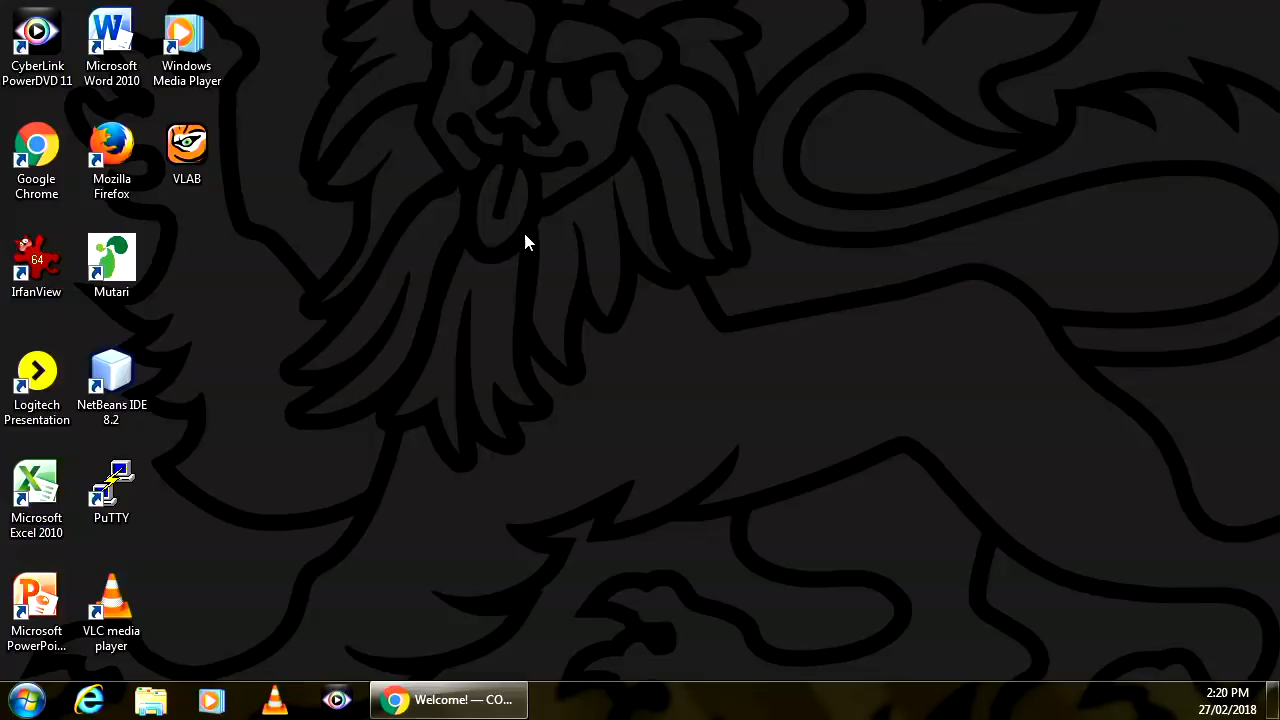 CyberLink
PowerDVD 11
Microsoft
Word 2010
Windows
Media Player
Google
Chrome
Mozilla
Firefox
VLAB
64
IrfanView
Mutari
Logitech
Presentation
NetBeans IDE
8.2
Microsoft
Excel 2010
PuTTY
Microsoft
PowerPoi...
VLC media
player
Welcome! — CO...
2:20 PM
27/02/2018